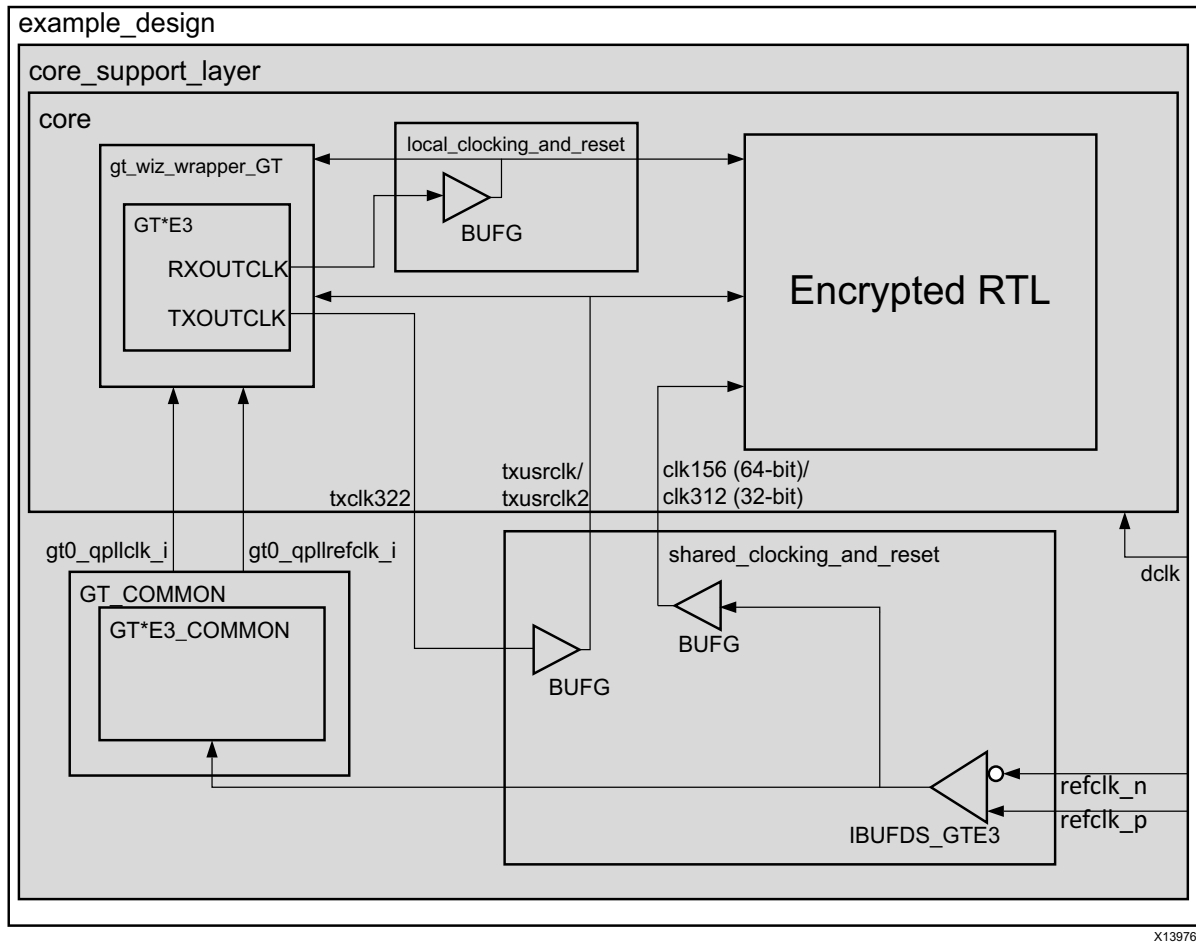 example_design
core_support_layer
core
gt_wiz_wrapper_GT
GT*E3
RXOUTCLK
TXOUTCLK
local_clocking_and_reset
BUFG
Encrypted RTL
txclk322
txusrclk/
txusrclk2
clk156 (64-bit)/
clk312 (32-bit)
gt0_qpllclk_i
gt0_qpllrefclk_i
GT_COMMON
GT*E3_COMMON
shared_clocking_and_reset
BUFG
BUFG
dclk
refclk_n
refclk_p
IBUFDS_GTE3
X13976